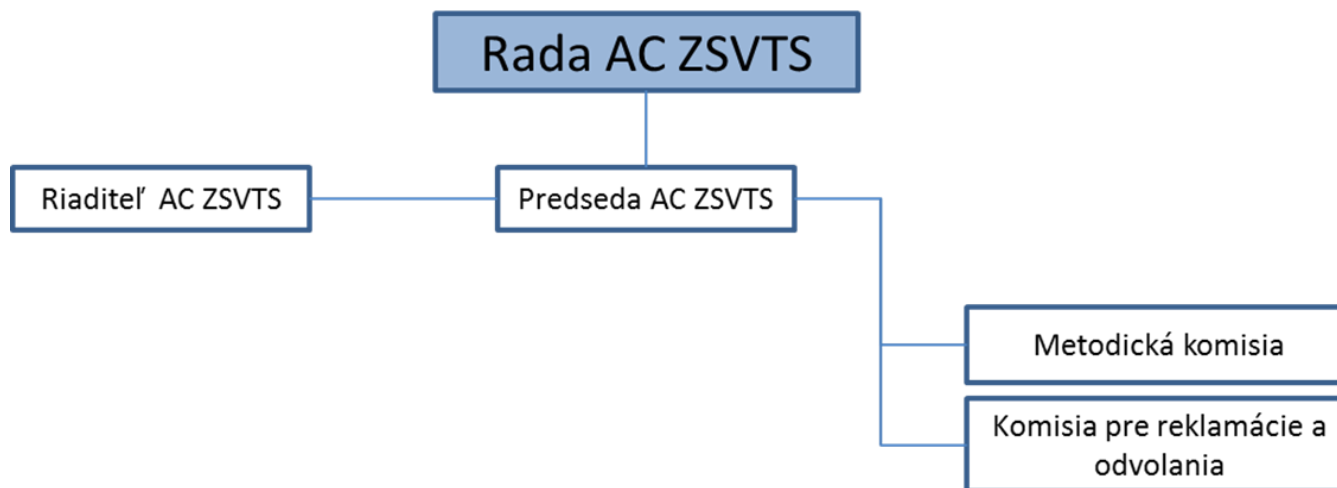 Rada AC ZSVTS
Riaditeľ AC ZSVTS
Predseda AC ZSVTS
Metodická komisia
Komisia pre reklamácie a
odvolania